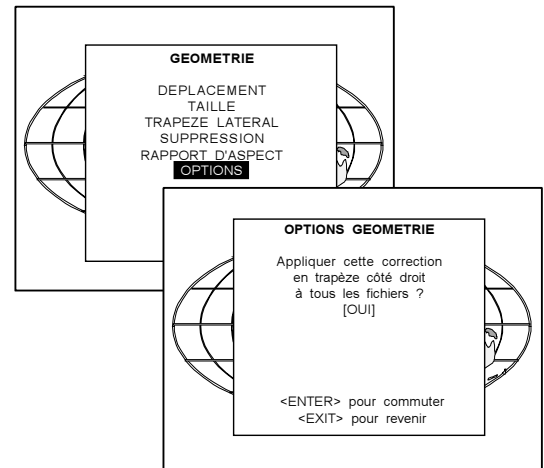 GEOMETRIE
DEPLACEMENT
TAILLE
TRAPEZE LATERAL
SUPPRESSION
RAPPORT D'ASPECT
OPTIONS
OPTIONS GEOMETRIE
Appliquer cette correction
en trapèze côté droit
à tous les fichiers ?
[OUI]
<ENTER> pour commuter
<EXIT> pour revenir